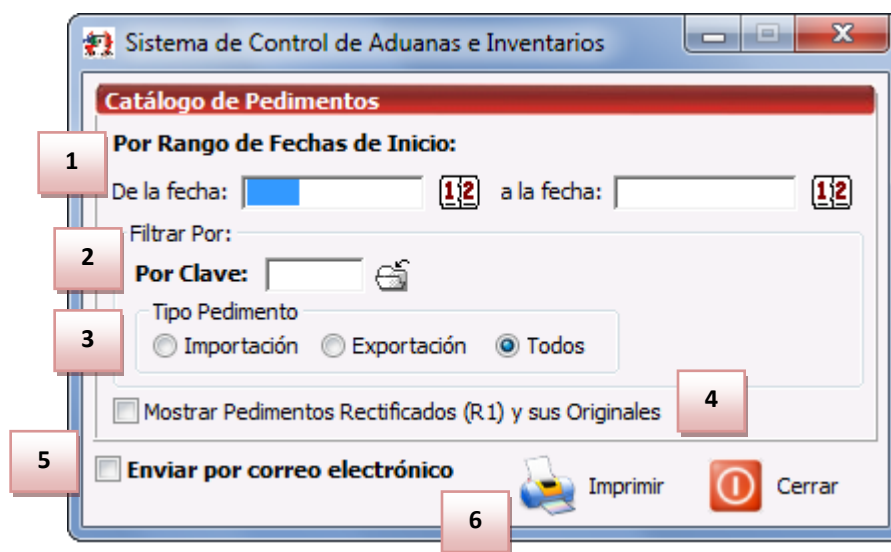 Sistema de Control de Aduanas e Inventarios
Catálogo de Pedimentos
1
Por Rango de Fechas de Inicio:
De la fecha: 12 a la fecha: 12
2
Filtrar Por:
Por Clave:
3
Tipo Pedimento
Importación Exportación Todos
4
Mostrar Pedimentos Rectificados (R1) y sus Originales
5
Enviar por correo electrónico
6
Imprimir Cerrar